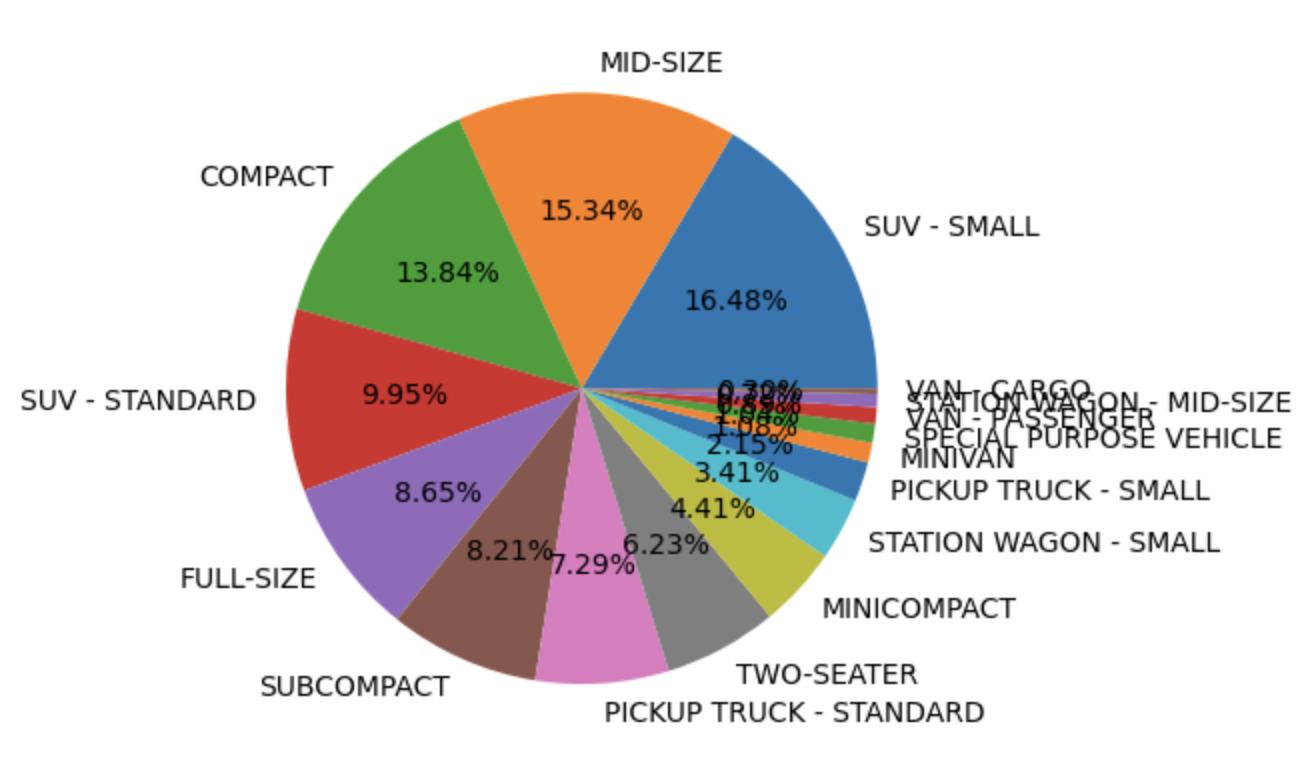 MID-SIZE
COMPACT
15.34%
SUV - SMALL
13.84%
16.48%
SUV - STANDARD
9.95%
VAN - CARGO
STATION WAGON - MID-SIZE
VAN - PASSENGER
SPECIAL PURPOSE VEHICLE
1.08%
MINIVAN
2.15%
PICKUP TRUCK - SMALL
3.41%
8.65%
4.41%
STATION WAGON - SMALL
8.21%
7.29%
6.23%
FULL-SIZE
MINICOMPACT
SUBCOMPACT
TWO-SEATER
PICKUP TRUCK - STANDARD